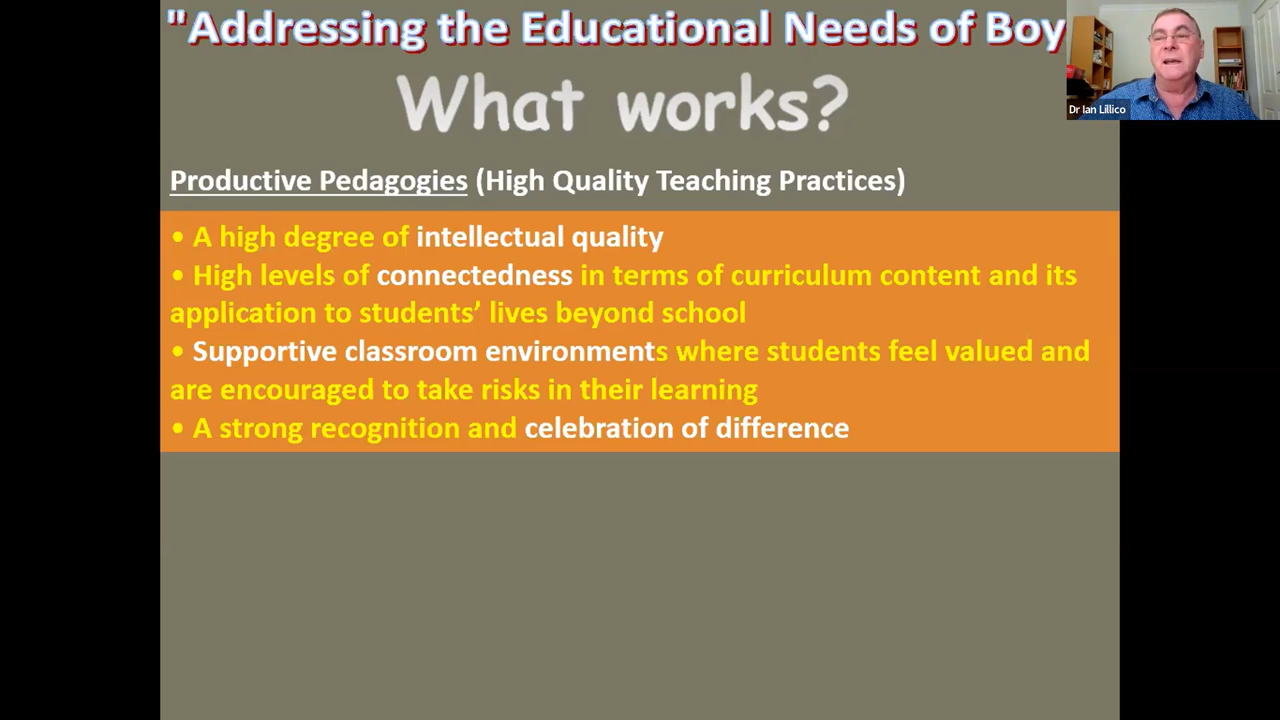 "Addressing the Educational Needs of Boy
What works?
Dr Ian Lillico
Productive Pedagogies (High Quality Teaching Practices)
• A high degree of intellectual quality
• High levels of connectedness in terms of curriculum content and its
application to students’ lives beyond school
• Supportive classroom environments where students feel valued and
are encouraged to take risks in their learning
• A strong recognition and celebration of difference